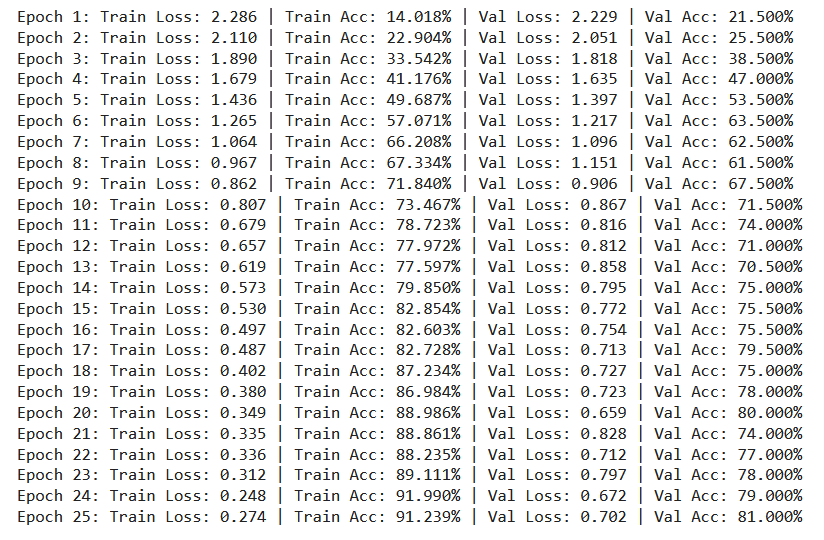 Epoch 1: Train Loss: 2.286 | Train Acc: 14.018% | Val Loss: 2.229 | Val Acc: 21.500%
Epoch 2: Train Loss: 2.110 | Train Acc: 22.904% | Val Loss: 2.051 | Val Acc: 25.500%
Epoch 3: Train Loss: 1.890 | Train Acc: 33.542% | Val Loss: 1.818 | Val Acc: 38.500%
Epoch 4: Train Loss: 1.679 | Train Acc: 41.176% | Val Loss: 1.635 | Val Acc: 47.000%
Epoch 5: Train Loss: 1.436 | Train Acc: 49.687% | Val Loss: 1.397 | Val Acc: 53.500%
Epoch 6: Train Loss: 1.265 | Train Acc: 57.071% | Val Loss: 1.217 | Val Acc: 63.500%
Epoch 7: Train Loss: 1.064 | Train Acc: 66.208% | Val Loss: 1.096 | Val Acc: 62.500%
Epoch 8: Train Loss: 0.967 | Train Acc: 67.334% | Val Loss: 1.151 | Val Acc: 61.500%
Epoch 9: Train Loss: 0.862 | Train Acc: 71.840% | Val Loss: 0.906 | Val Acc: 67.500%
Epoch 10: Train Loss: 0.807 | Train Acc: 73.467% | Val Loss: 0.867 | Val Acc: 71.500%
Epoch 11: Train Loss: 0.679 | Train Acc: 78.723% | Val Loss: 0.816 | Val Acc: 74.000%
Epoch 12: Train Loss: 0.657 | Train Acc: 77.972% | Val Loss: 0.812 | Val Acc: 71.000%
Epoch 13: Train Loss: 0.619 | Train Acc: 77.597% | Val Loss: 0.858 | Val Acc: 70.500%
Epoch 14: Train Loss: 0.573 | Train Acc: 79.850% | Val Loss: 0.795 | Val Acc: 75.000%
Epoch 15: Train Loss: 0.530 | Train Acc: 82.854% | Val Loss: 0.772 | Val Acc: 75.500%
Epoch 16: Train Loss: 0.497 | Train Acc: 82.603% | Val Loss: 0.754 | Val Acc: 75.500%
Epoch 17: Train Loss: 0.487 | Train Acc: 82.728% | Val Loss: 0.713 | Val Acc: 79.500%
Epoch 18: Train Loss: 0.402 | Train Acc: 87.234% | Val Loss: 0.727 | Val Acc: 75.000%
Epoch 19: Train Loss: 0.380 | Train Acc: 86.984% | Val Loss: 0.723 | Val Acc: 78.000%
Epoch 20: Train Loss: 0.349 | Train Acc: 88.986% | Val Loss: 0.659 | Val Acc: 80.000%
Epoch 21: Train Loss: 0.335 | Train Acc: 88.861% | Val Loss: 0.828 | Val Acc: 74.000%
Epoch 22: Train Loss: 0.336 | Train Acc: 88.235% | Val Loss: 0.712 | Val Acc: 77.000%
Epoch 23: Train Loss: 0.312 | Train Acc: 89.111% | Val Loss: 0.797 | Val Acc: 78.000%
Epoch 24: Train Loss: 0.248 | Train Acc: 91.990% | Val Loss: 0.672 | Val Acc: 79.000%
Epoch 25: Train Loss: 0.274 | Train Acc: 91.239% | Val Loss: 0.702 | Val Acc: 81.000%